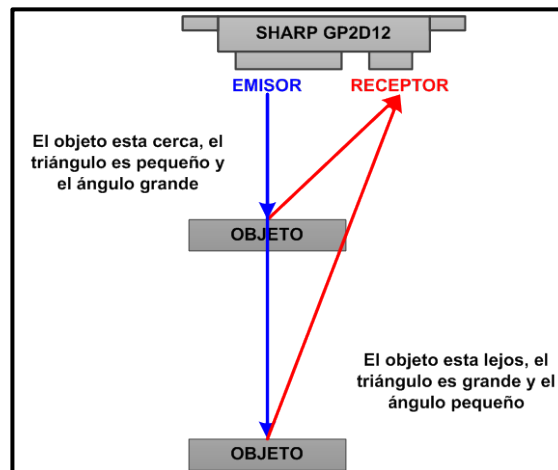 SHARP GP2D12
EMISOR
RECEPTOR
El objeto esta cerca, el
triángulo es pequeño y
el ángulo grande
OBJETO
El objeto esta lejos, el
triángulo es grande y el
ángulo pequeño
OBJETO